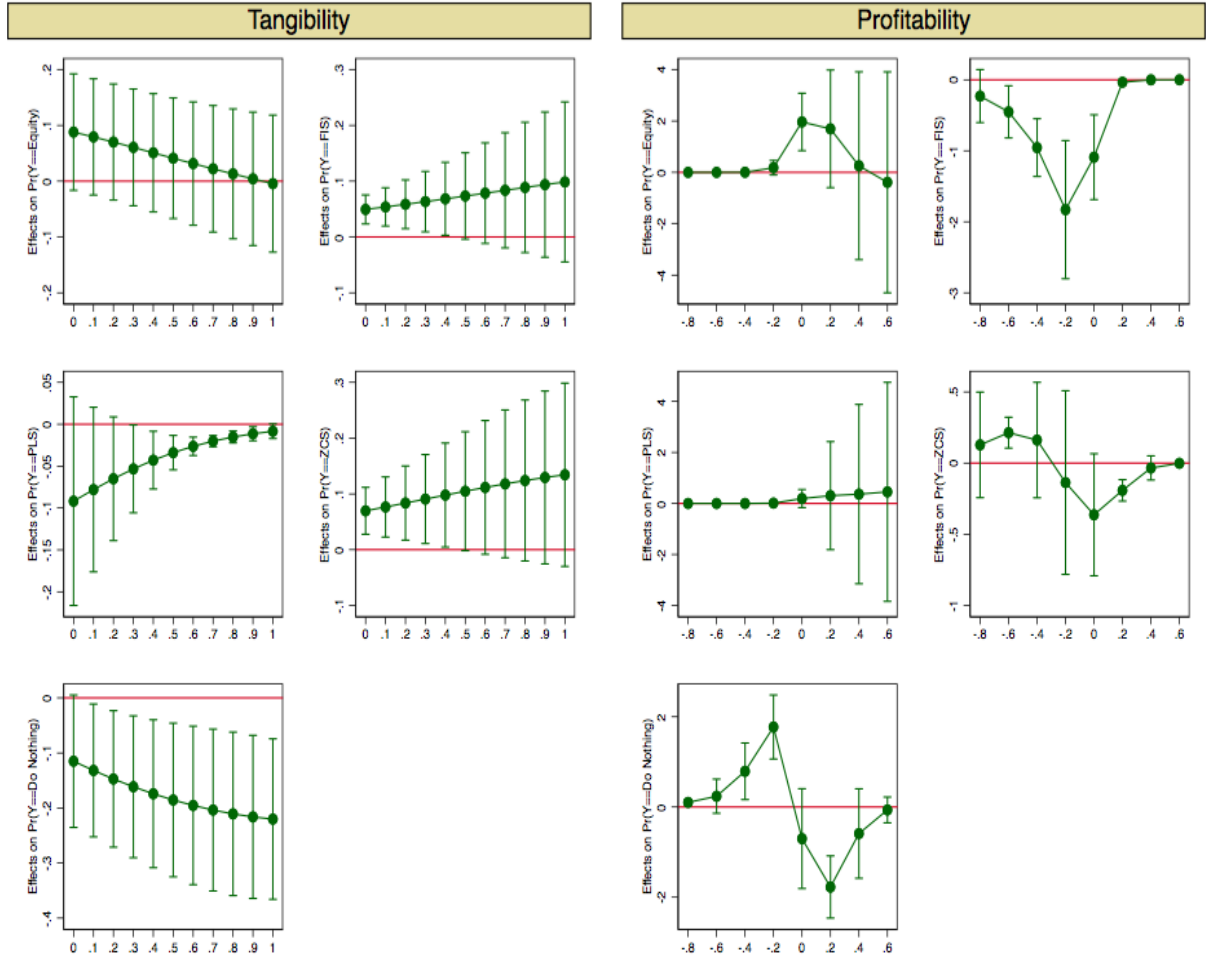 Tangibility
Profitability
Effects on Pr(Y==Equity)
.2
.1
0
-.1
-.2
0 .1 .2 .3 .4 .5 .6 .7 .8 .9 1
Effects on Pr(Y==FIS)
.3
.2
.1
0
-.1
0 .1 .2 .3 .4 .5 .6 .7 .8 .9 1
Effects on Pr(Y==Equity)
4
2
0
-2
-4
-.8 -.6 -.4 -.2 0 .2 .4 .6
Effects on Pr(Y==FIS)
0
-1
-2
-3
-.8 -.6 -.4 -.2 0 .2 .4 .6
Effects on Pr(Y==PLS)
.05
0
-.05
-.1
-.15
-.2
0 .1 .2 .3 .4 .5 .6 .7 .8 .9 1
Effects on Pr(Y==ZCS)
.3
.2
.1
0
-.1
0 .1 .2 .3 .4 .5 .6 .7 .8 .9 1
Effects on Pr(Y==PLS)
4
2
0
-2
-4
-.8 -.6 -.4 -.2 0 .2 .4 .6
Effects on Pr(Y==ZCS)
.5
0
-.5
-1
-.8 -.6 -.4 -.2 0 .2 .4 .6
Effects on Pr(Y==Do Nothing)
0
-.1
-.2
-.3
-.4
0 .1 .2 .3 .4 .5 .6 .7 .8 .9 1
Effects on Pr(Y==Do Nothing)
2
0
-2
-.8 -.6 -.4 -.2 0 .2 .4 .6